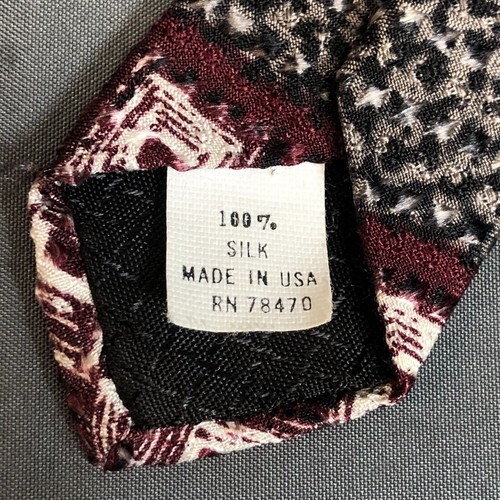 100%
SILK
MADE IN USA
RN 78470